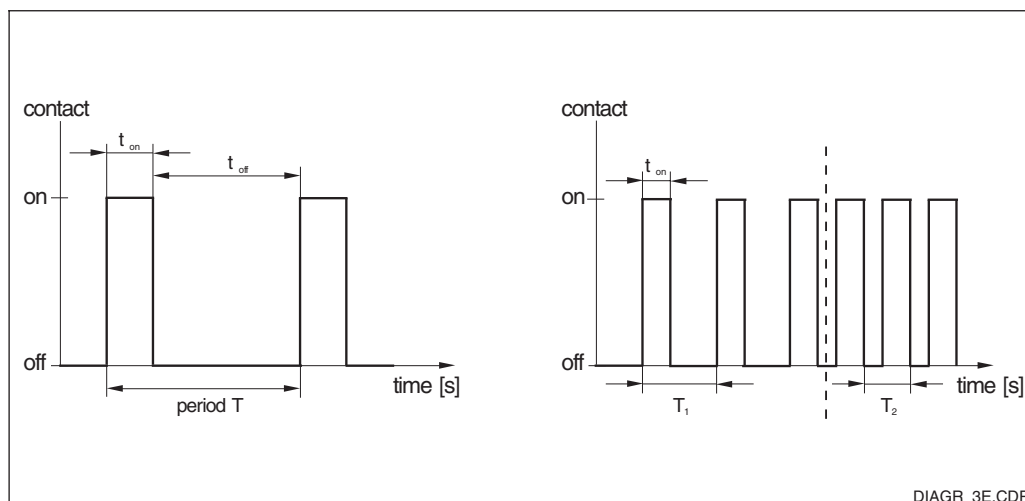 contact
t on
t off
on
off
time [s]
period T
contact
t on
on
off
time [s]
T1
T2
DIAGR_3E.CDR